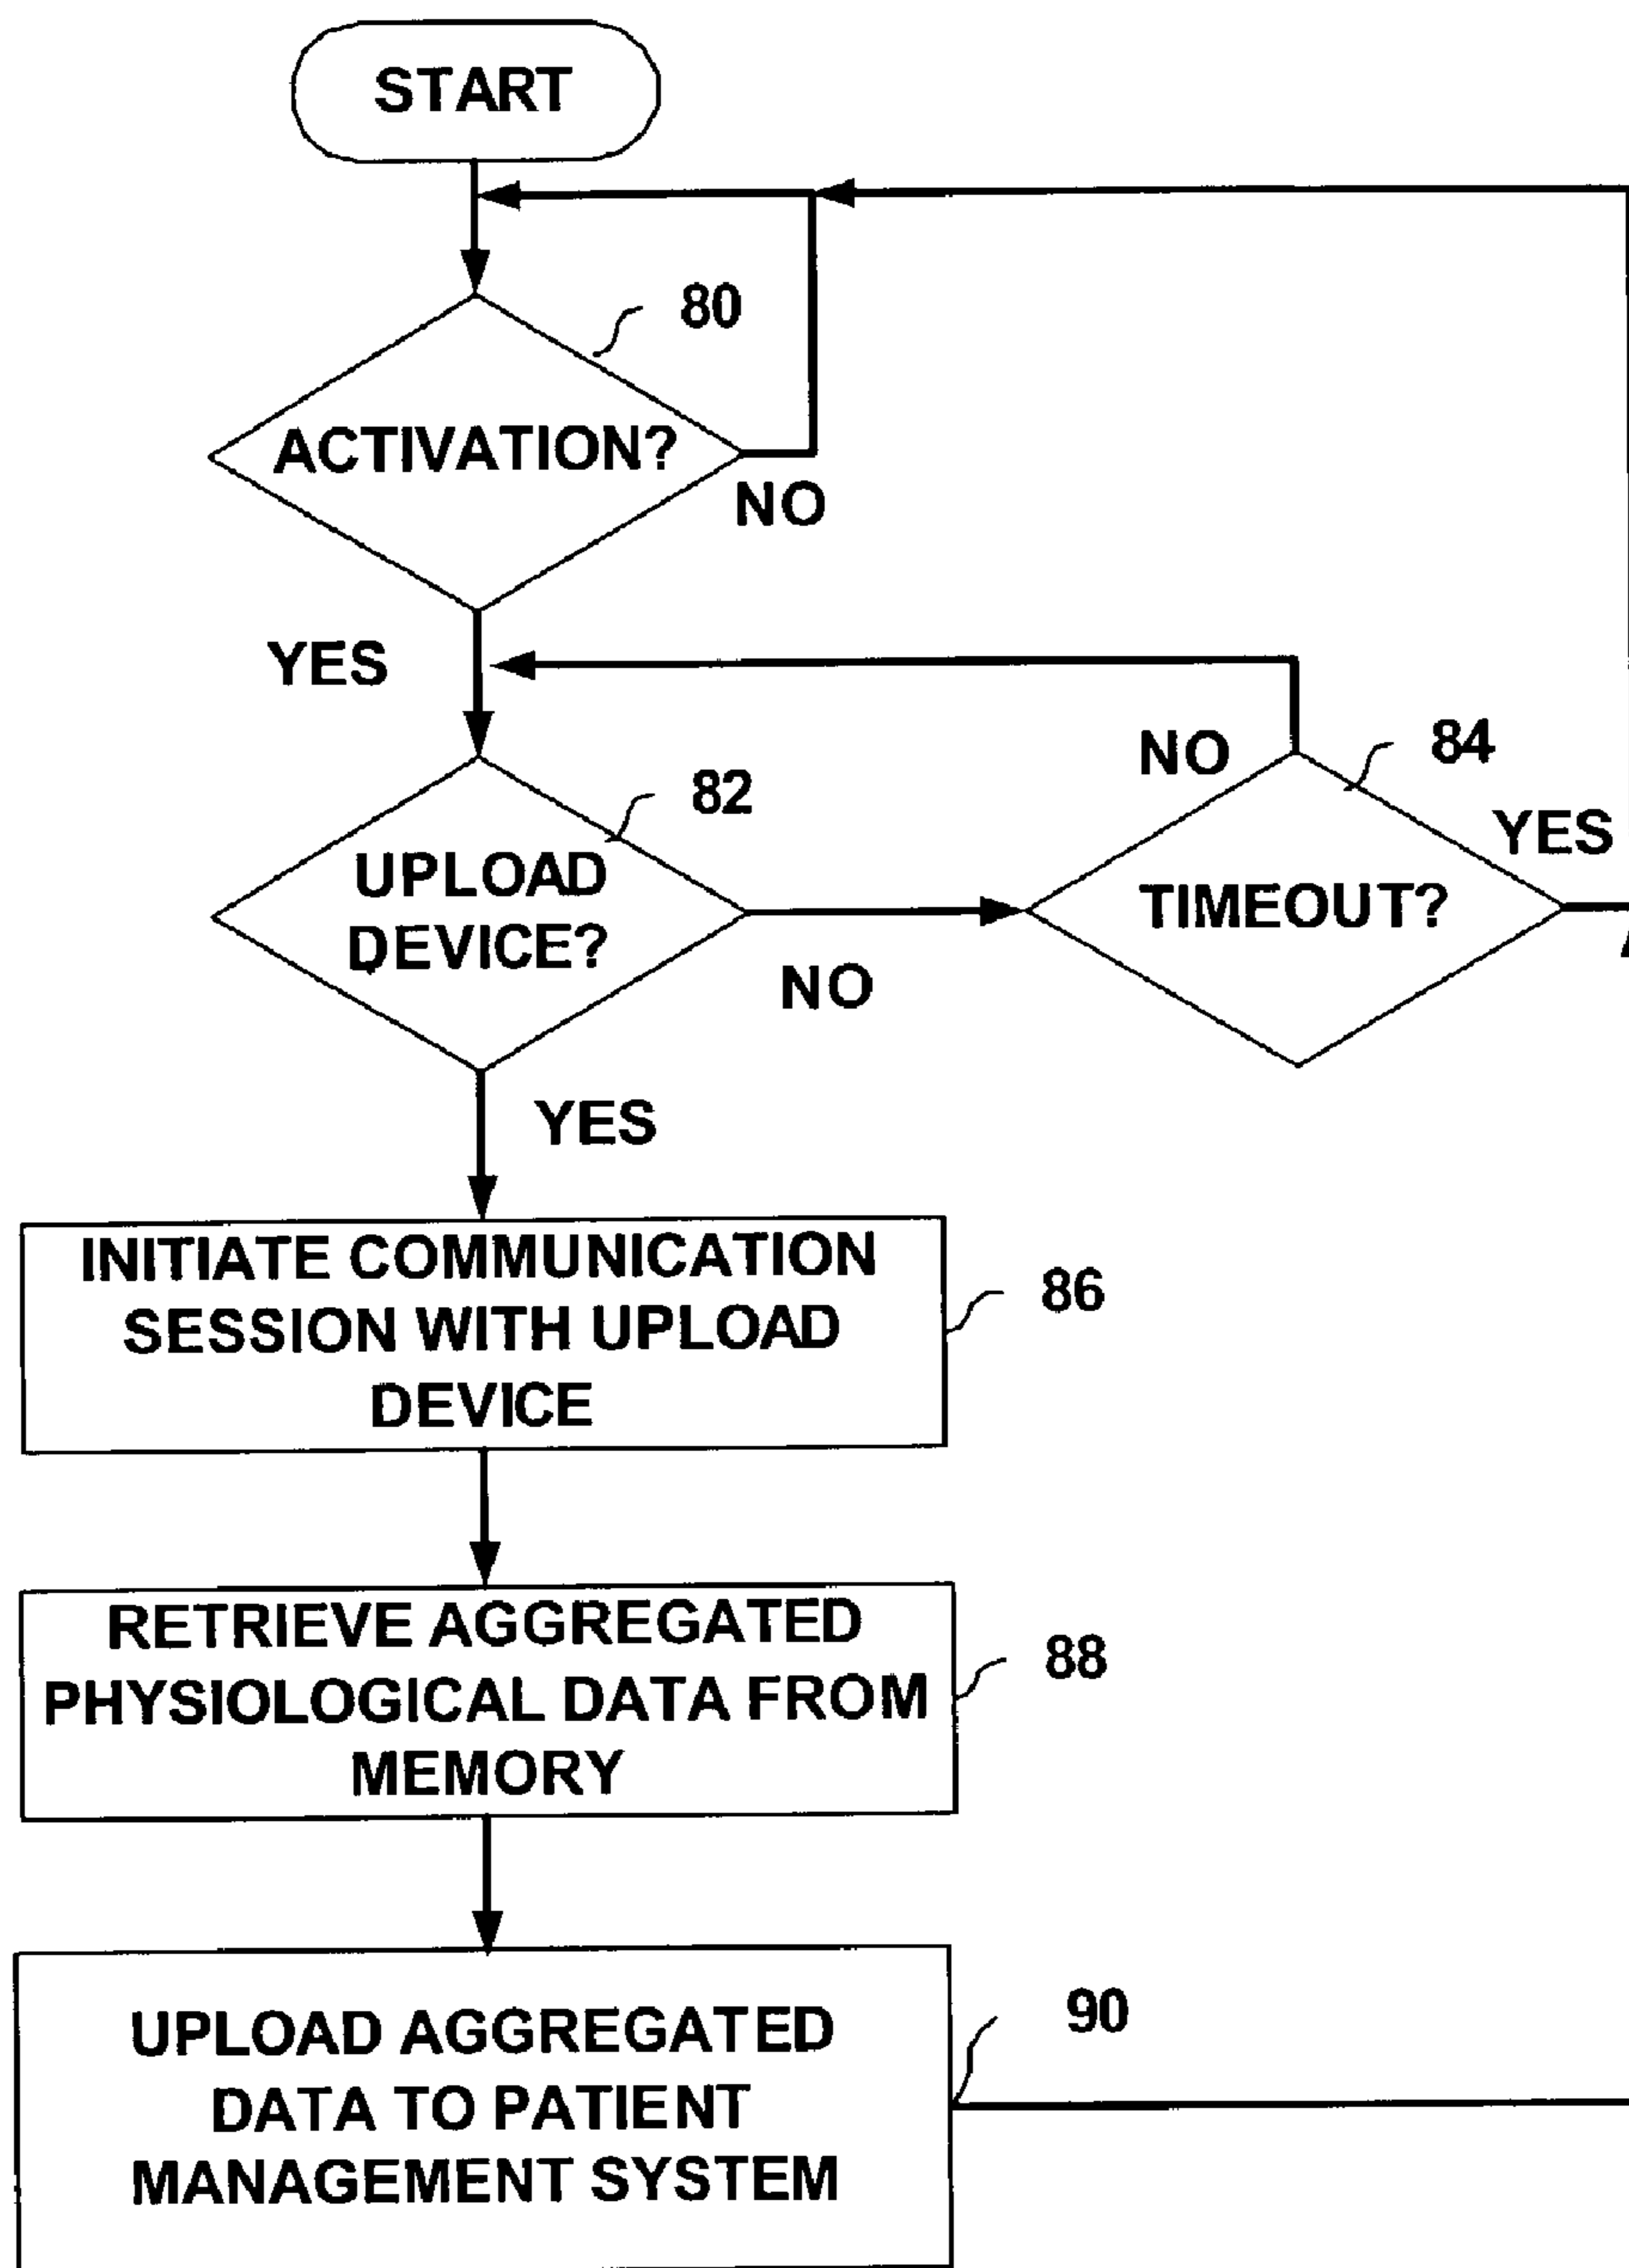 START
80
ACTIVATION?
NO
YES
NO
84
82
YES
UPLOAD
DEVICE?
TIMEOUT?
NO
YES
INITIATE COMMUNICATION
SESSION WITH UPLOAD
DEVICE
86
RETRIEVE AGGREGATED
PHYSIOLOGICAL DATA FROM
MEMORY
88
UPLOAD AGGREGATED
DATA TO PATIENT
MANAGEMENT SYSTEM
90